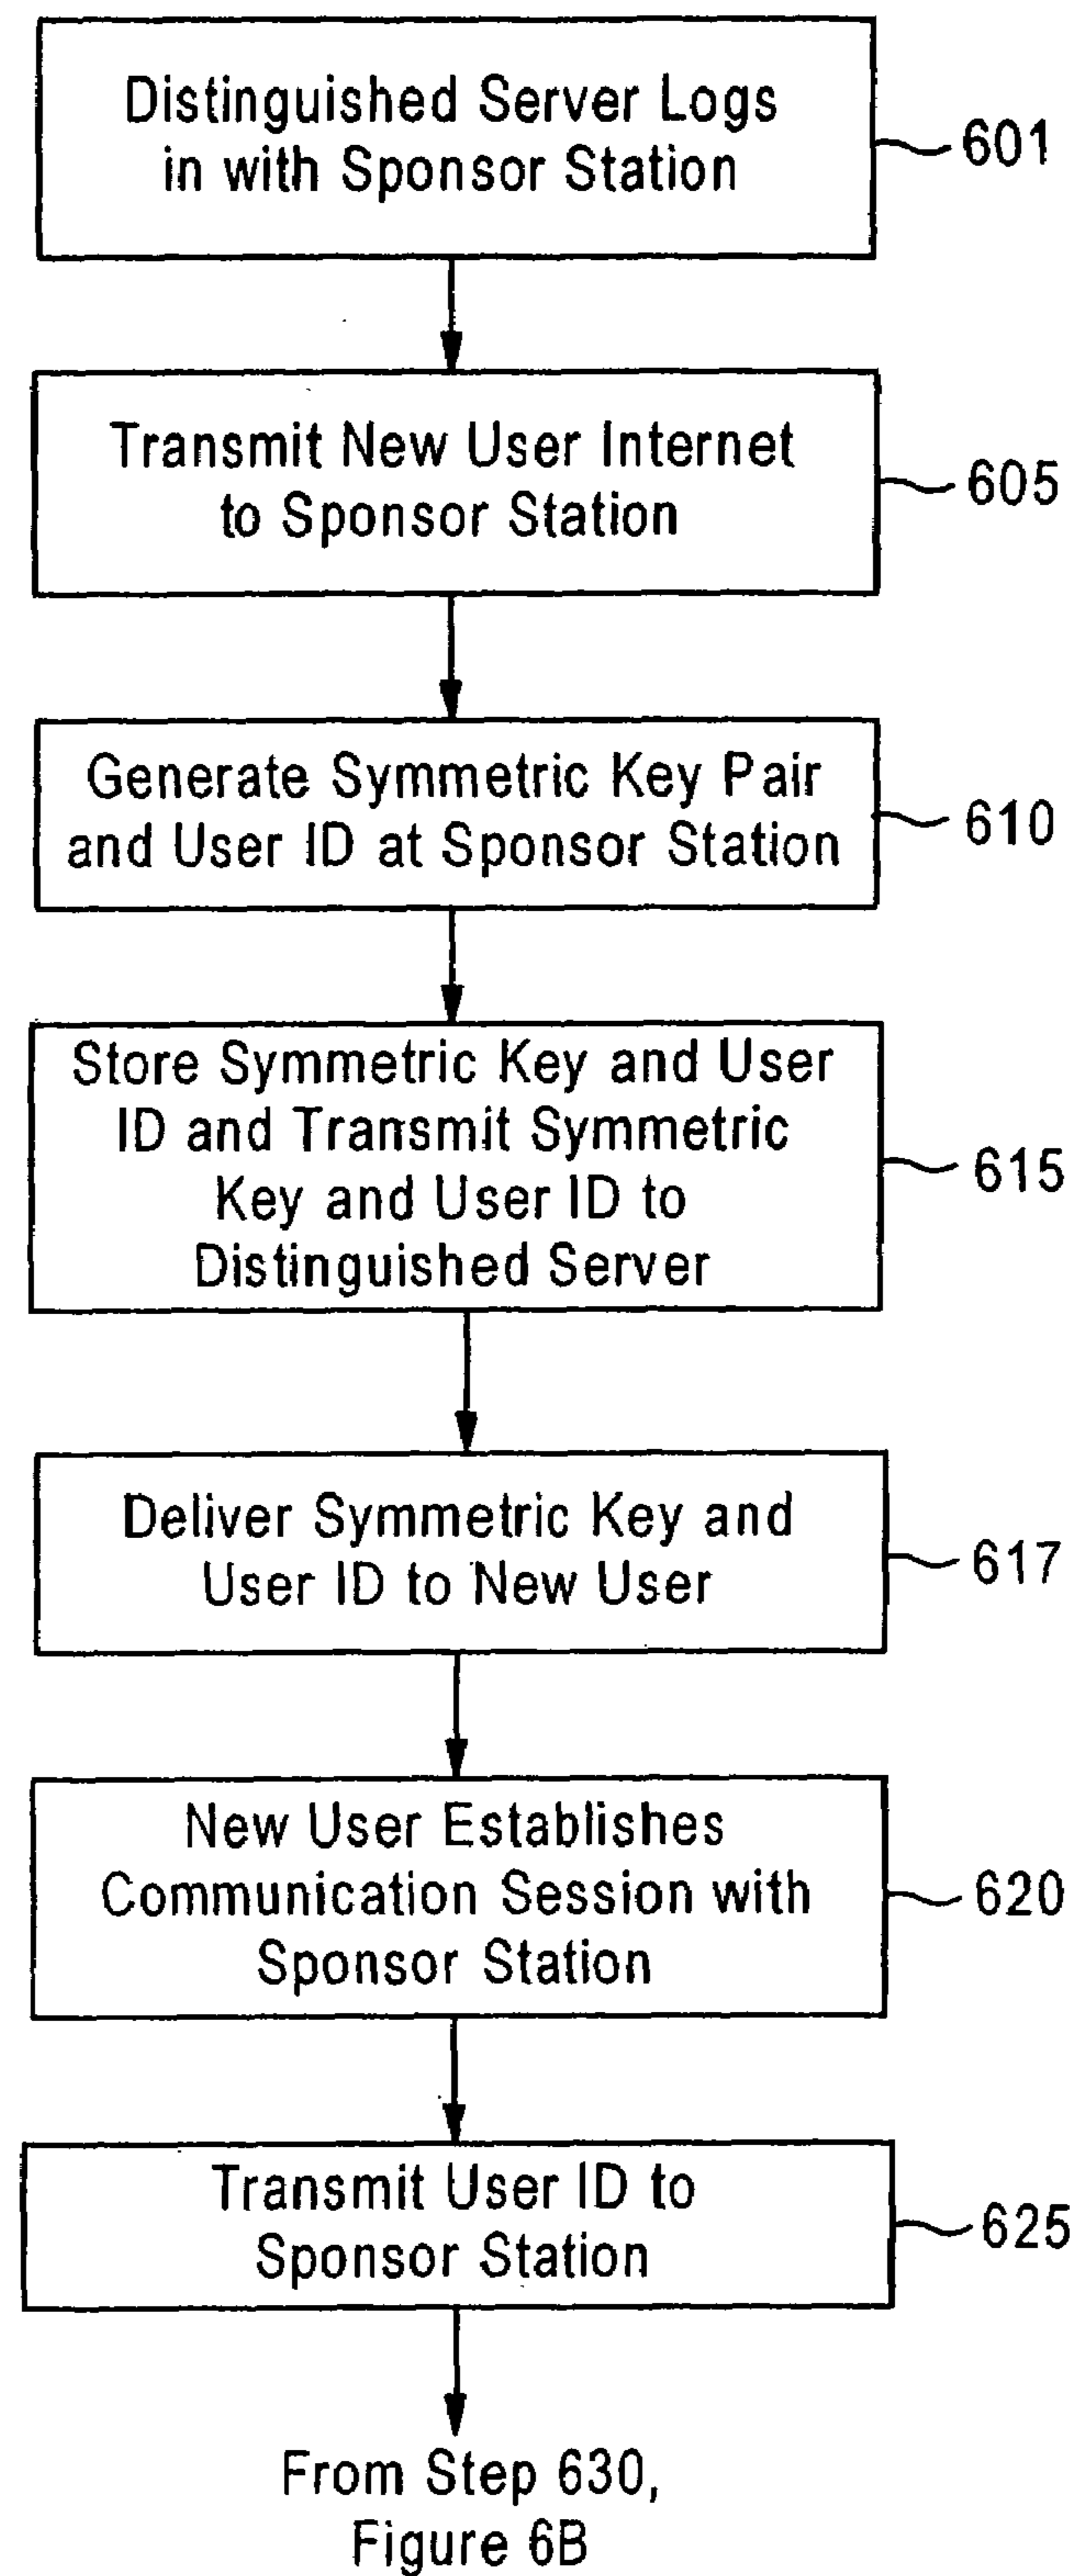 Distinguished Server Logs
in with Sponsor Station
601
Transmit New User Internet
to Sponsor Station
605
Generate Symmetric Key Pair
and User ID at Sponsor Station
610
Store Symmetric Key and User
ID and Transmit Symmetric
Key and User ID to
Distinguished Server
615
Deliver Symmetric Key and
User ID to New User
617
New User Establishes
Communication Session with
Sponsor Station
620
Transmit User ID to
Sponsor Station
625
From Step 630,
Figure 6B